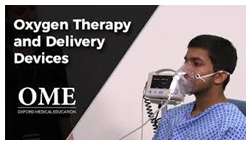 Oxygen Therapy
and Delivery
Devices
OME
OXFORD MEDICAL EDUCATION